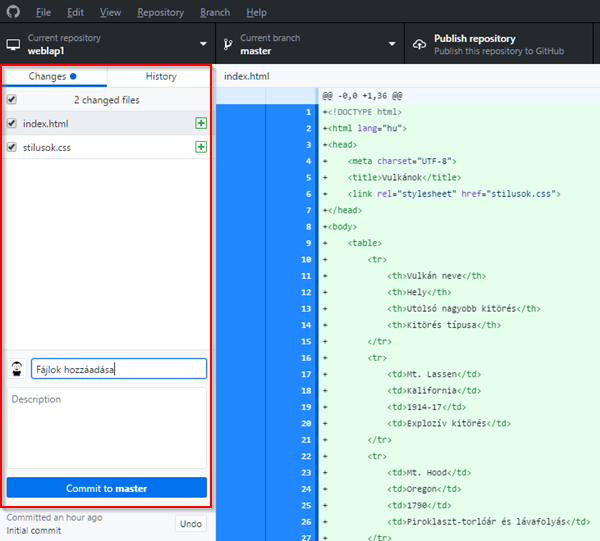 File Edit View Repository Branch Help
Current repository
weblap1
Current branch
master
Publish repository
Publish this repository to GitHub
Changes History
2 changed files
index.html
stilusok.css
Fájlok hozzáadása
Description
Commit to master
Committed an hour ago
Initial commit
Undo
index.html
@@ -0,0 +1,36 @@
1 +<!DOCTYPE html>
2 +<html lang="hu">
3 +<head>
4 + <meta charset="UTF-8">
5 + <title>Vulkánok</title>
6 + <link rel="stylesheet" href="stilusok.css">
7 +</head>
8 +<body>
9 + <table>
10 + <tr>
11 + <th>Vulkán neve</th>
12 + <th>Hely</th>
13 + <th>Utolsó nagyobb kitörés</th>
14 + <th>Kitörés típusa</th>
15 + </tr>
16 + <tr>
17 + <td>Mt. Lassen</td>
18 + <td>Kalifornia</td>
19 + <td>1914-17</td>
20 + <td>Explozív kitörés</td>
21 + </tr>
22 + <tr>
23 + <td>Mt. Hood</td>
24 + <td>Oregon</td>
25 + <td>1790</td>
26 + <td>Piroklaszt-torlóár és lávafolyás</td>
27 + </tr>